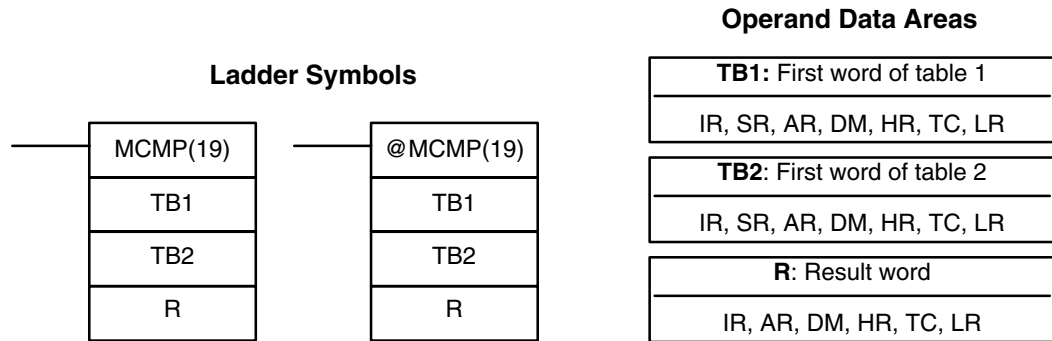 Ladder Symbols
MCMP(19)
TB1
TB2
R
@MCMP(19)
TB1
TB2
R
Operand Data Areas
TB1: First word of table 1
IR, SR, AR, DM, HR, TC, LR
TB2: First word of table 2
IR, SR, AR, DM, HR, TC, LR
R: Result word
IR, AR, DM, HR, TC, LR